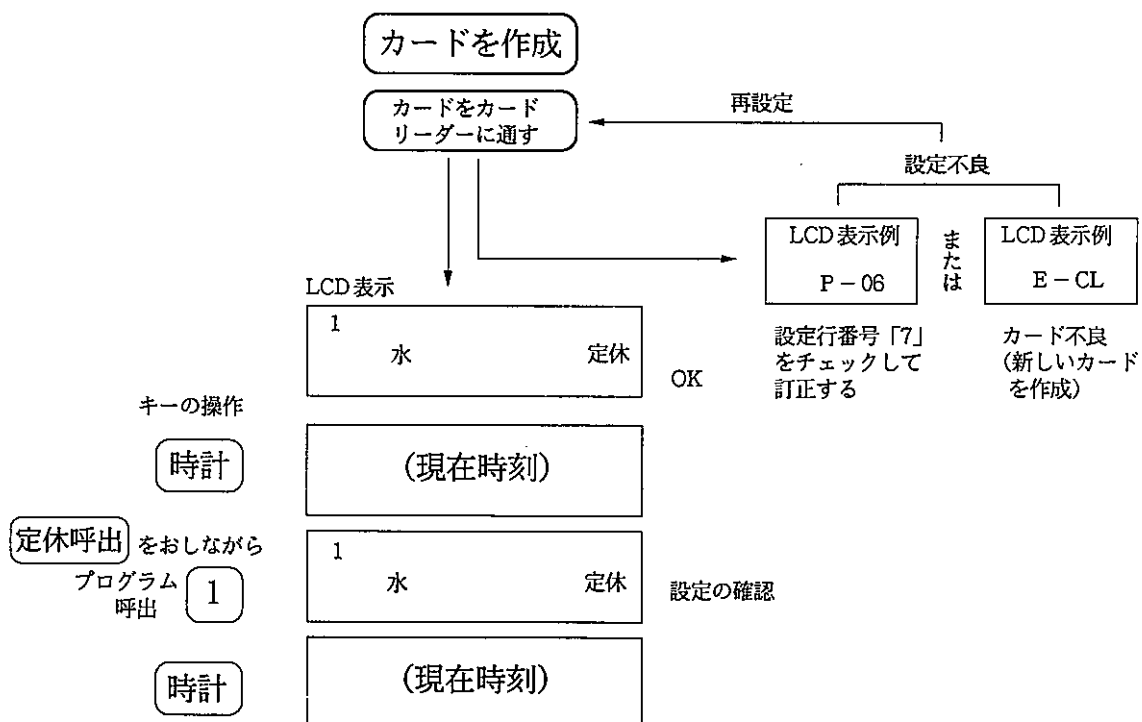 カードを作成
カードをカード
リーダーに通す
再設定
設定不良
LCD表示例
P－06
または
LCD表示例
E－CL
設定行番号「7」
をチェックして
訂正する
カード不良
(新しいカード
を作成)
LCD表示
1
水 定休
OK
キーの操作
時計
(現在時刻)
定休呼出 をおしながら
プログラム
呼出 1
1
水 定休
設定の確認
時計
(現在時刻)